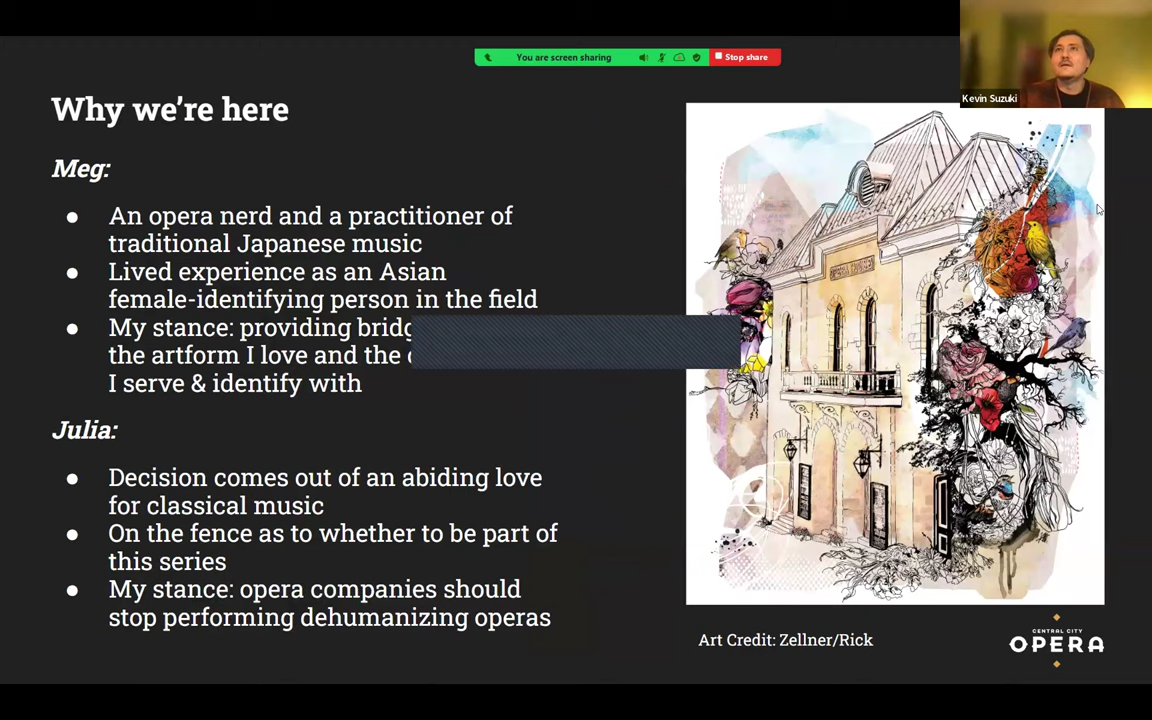 You are screen sharing
Stop share
Kevin Suzuki
Why we're here
Meg:
● An opera nerd and a practitioner of
traditional Japanese music
● Lived experience as an Asian
female-identifying person in the field
● My stance: providing
the artform I love and the
I serve & identify with
Julia:
● Decision comes out of an abiding love
for classical music
● On the fence as to whether to be part of
this series
● My stance: opera companies should
stop performing dehumanizing operas
Art Credit: Zellner/Rick
CENTRAL CITY
OPERA